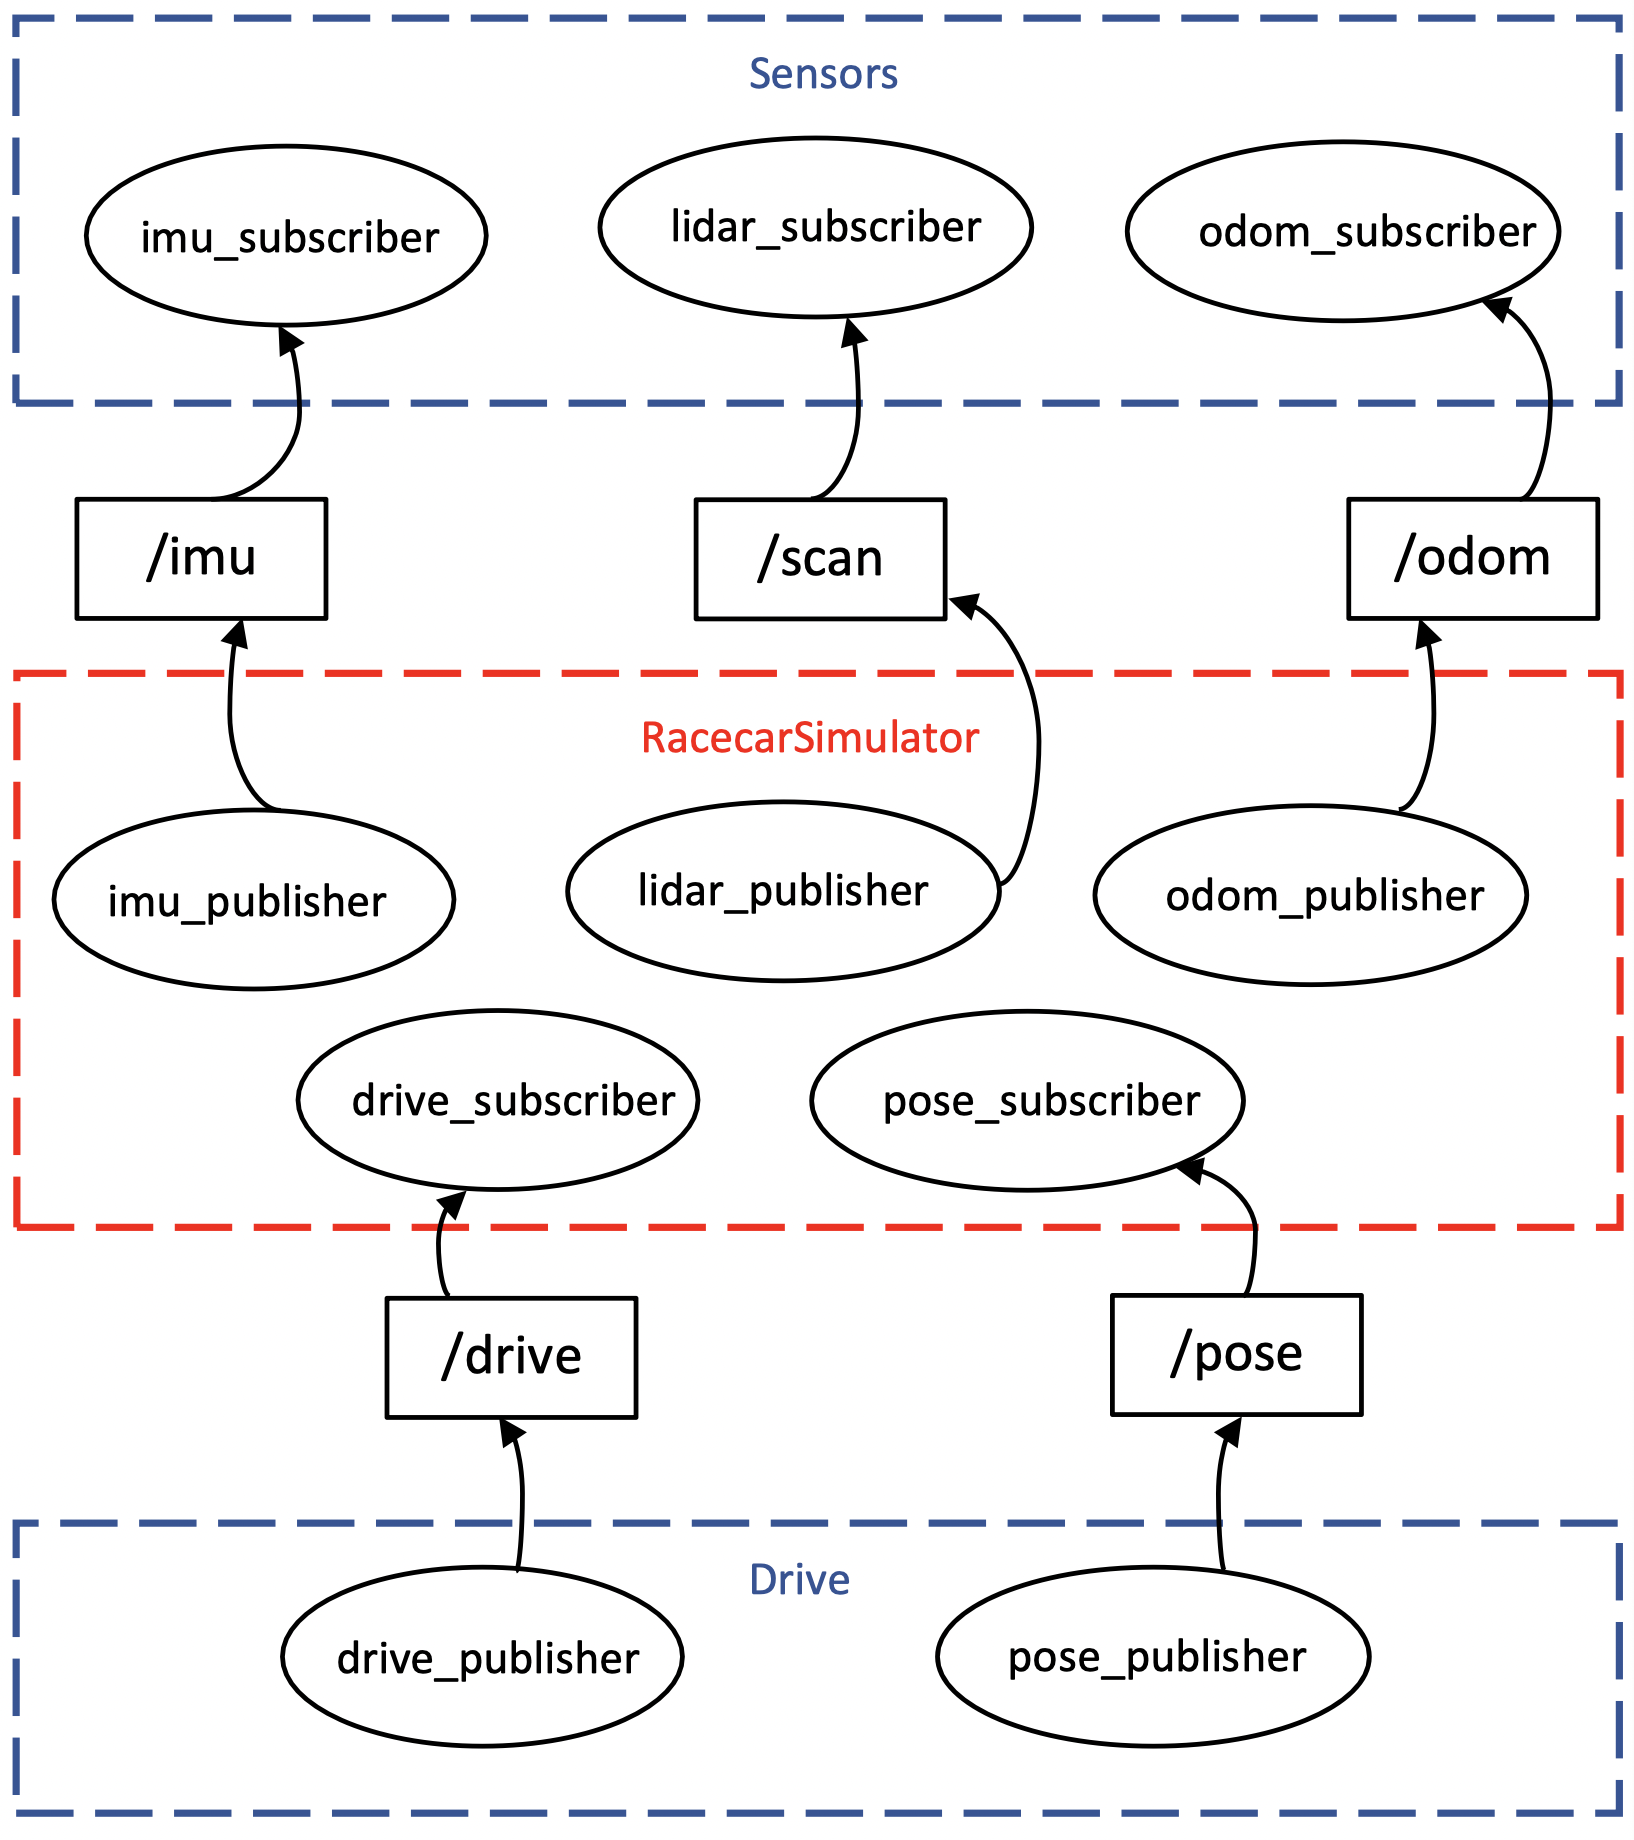 Sensors
imu_subscriber
lidar_subscriber
odom_subscriber
/imu
/scan
/odom
RacecarSimulator
imu_publisher
lidar_publisher
odom_publisher
drive_subscriber
pose_subscriber
/drive
/pose
Drive
drive_publisher
pose_publisher